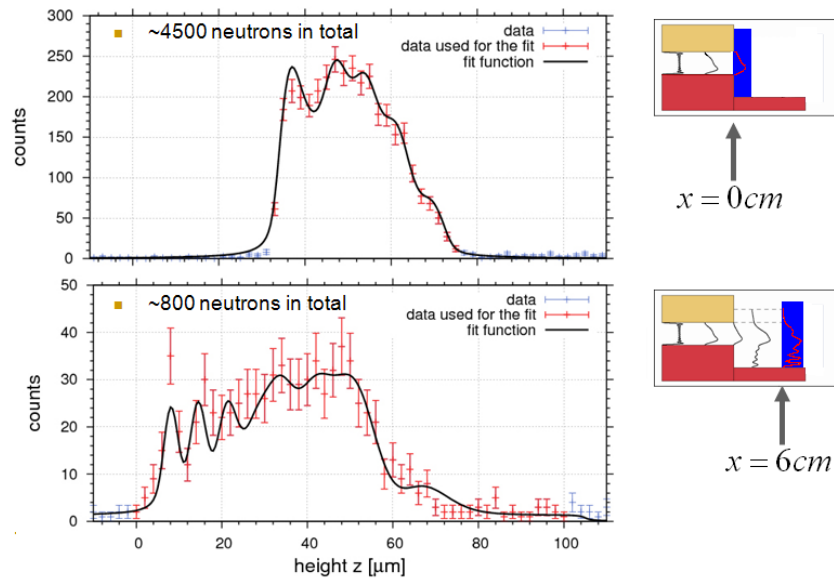 ~4500 neutrons in total
data
data used for the fit
fit function
counts
300
250
200
150
100
50
0
x = 0cm
~800 neutrons in total
data
data used for the fit
fit function
counts
50
40
30
20
10
0
0 20 40 60 80 100
height z [µm]
x = 6cm